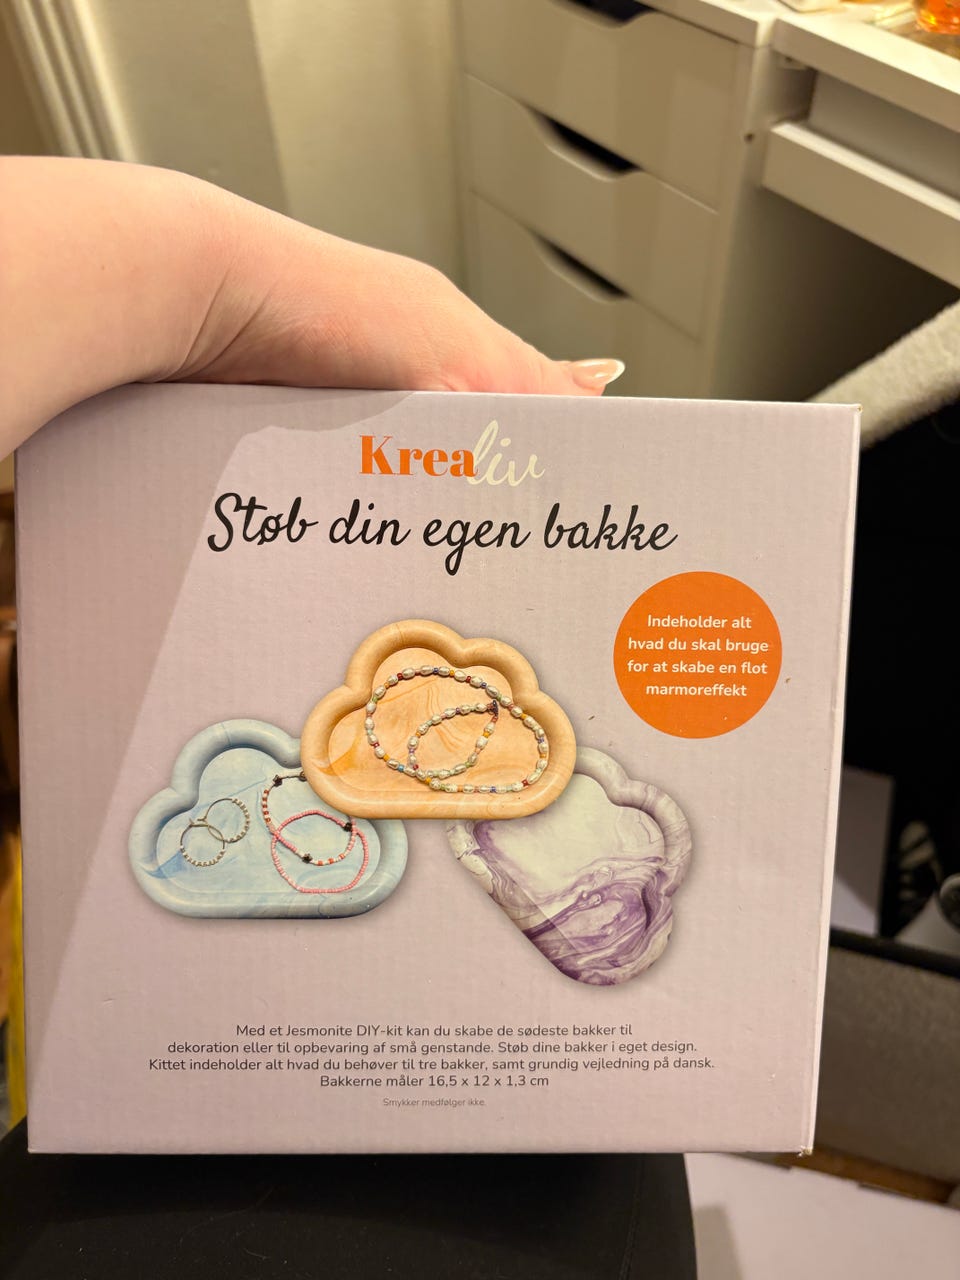 Krealiv
Støb din egen bakke
Indeholder alt
hvad du skal bruge
for at skabe en flot
marmoreffekt
Med et Jesmonite DIY-kit kan du skabe de sødeste bakker til
dekoration eller til opbevaring af små genstande. Støb dine bakker i eget design.
Kittet indeholder alt hvad du behøver til tre bakker, samt grundig vejledning på dansk.
Bakkerne måler 16,5 x 12 x 1,3 cm
Smykker medfølger ikke.